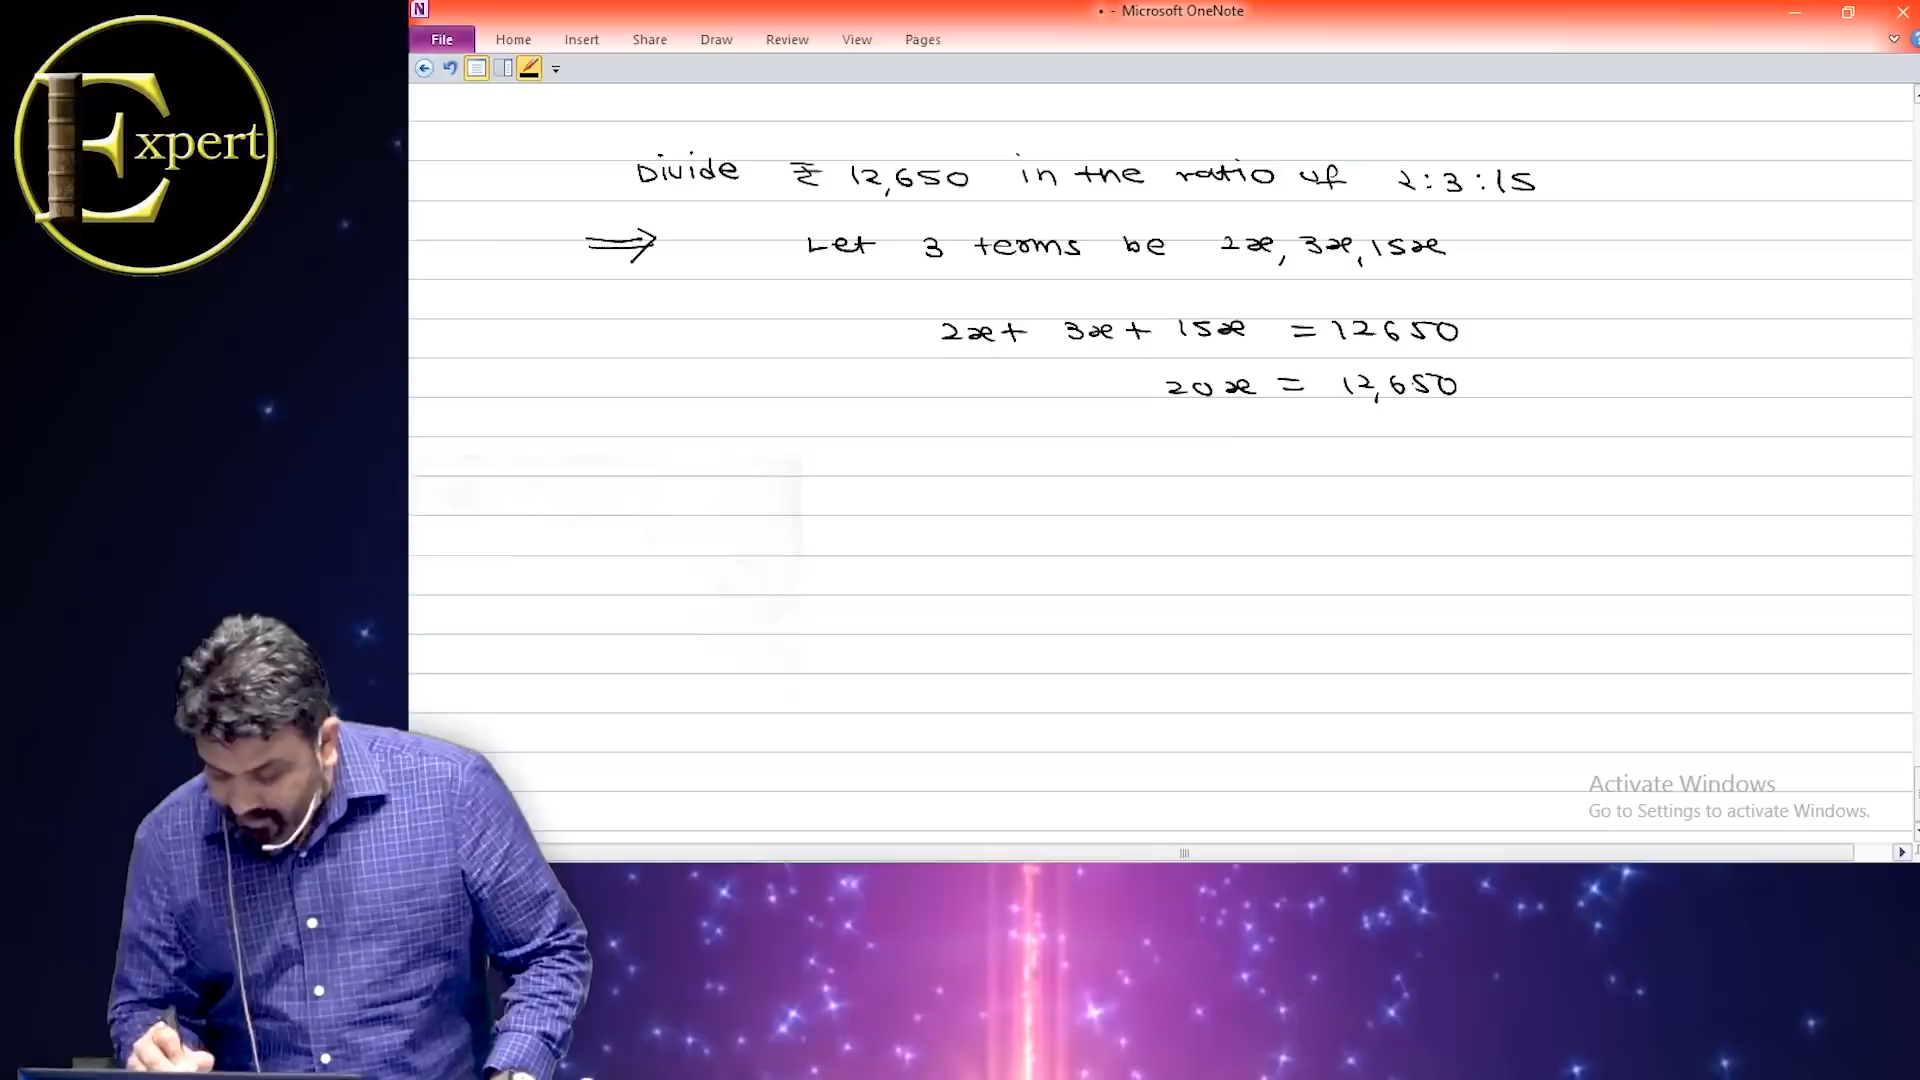 Expert
N
- Microsoft OneNote
File Home Insert Share Draw Review View Pages
Divide ₹ 12,650 in the ratio of 2:3:15
⇒ Let 3 terms be 2x, 3x, 15x
2x + 3x + 15x = 12650
20x = 12,650
Activate Windows
Go to Settings to activate Windows.